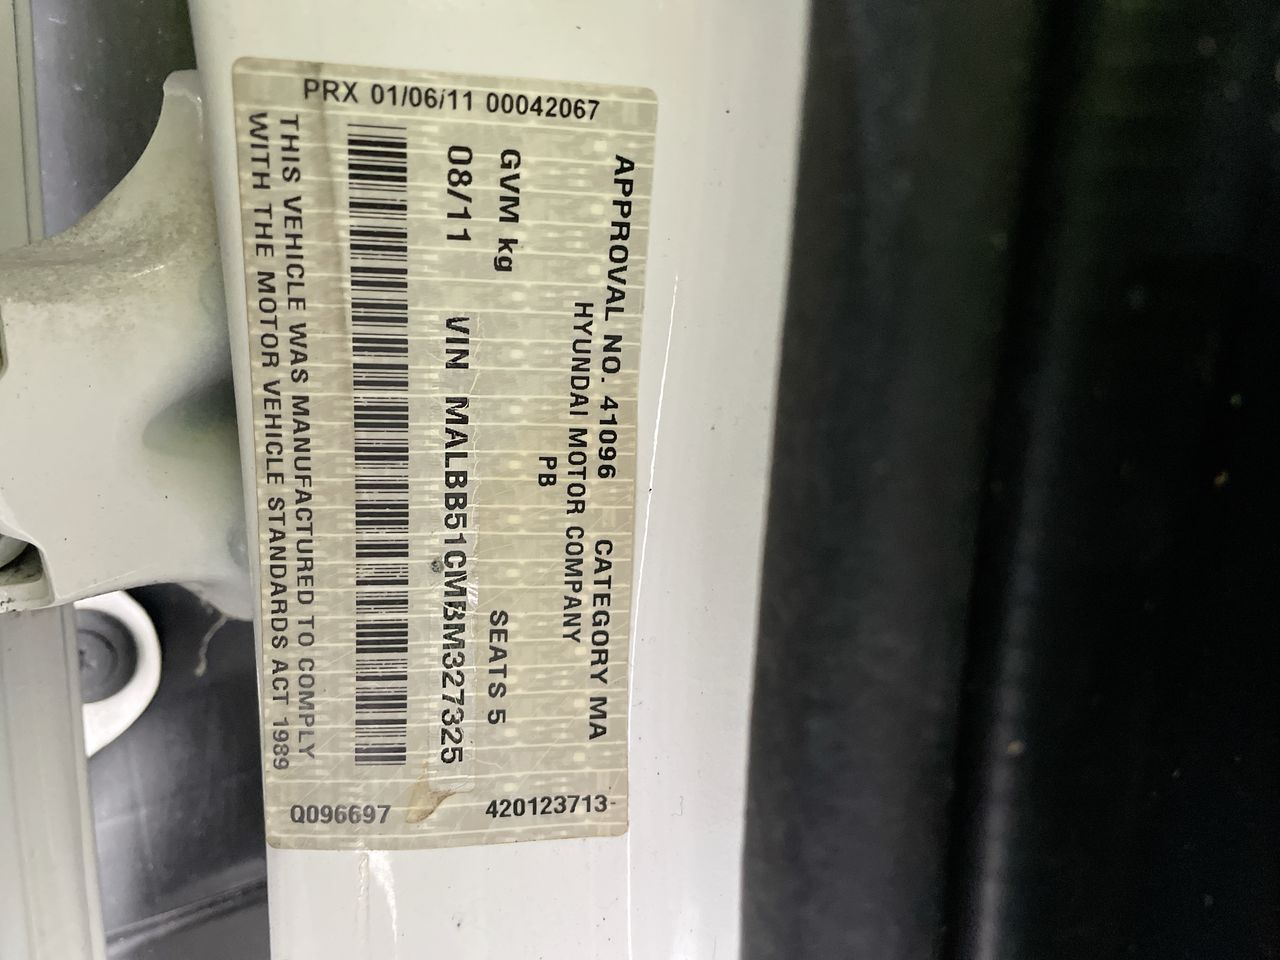 PRX 01/06/11 00042067
APPROVAL NO. 41096 CATEGORY MA
HYUNDAI MOTOR COMPANY
PB
GVM kg SEATS 5
08/11 VIN MALBB51CMBM327325
THIS VEHICLE WAS MANUFACTURED TO COMPLY
WITH THE MOTOR VEHICLE STANDARDS ACT 1989
Q096697 420123713